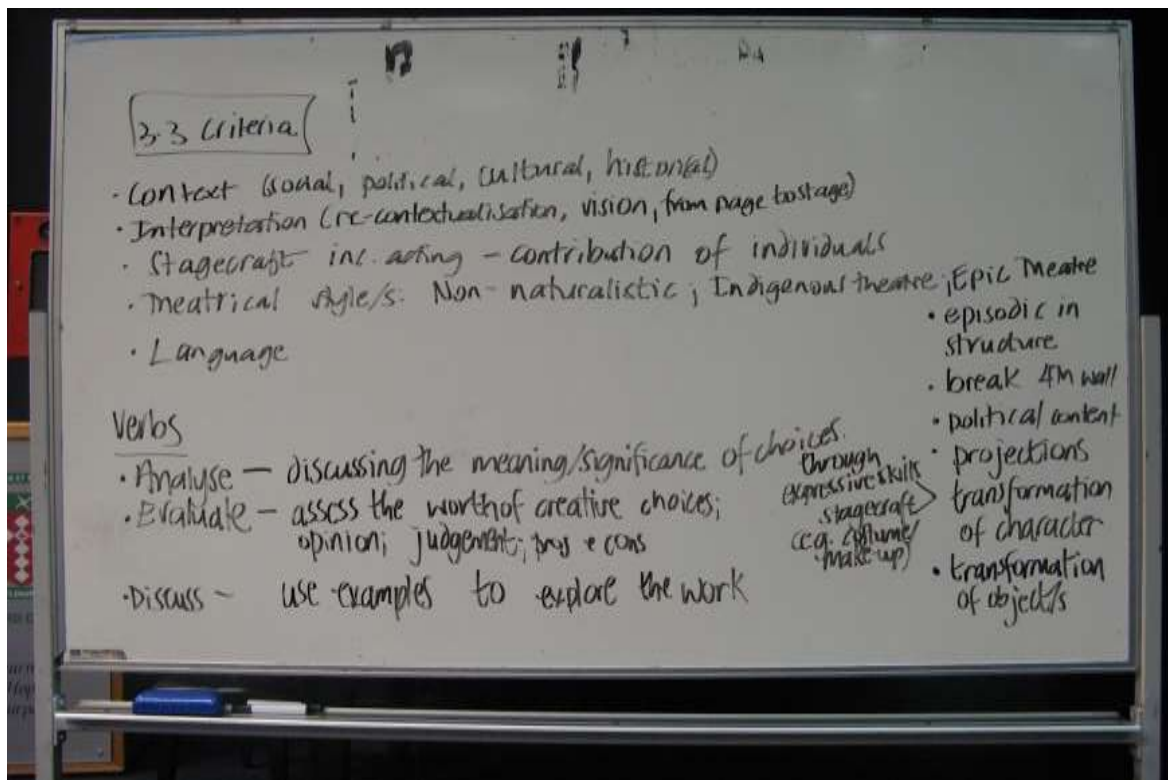 3.3 Criteria
· Context (social, political, cultural, historical)
· Interpretation (re-contextualisation, vision, from page to stage)
· Stagecraft inc. acting – contribution of individuals
· Theatrical style/s: Non-naturalistic, Indigenous theatre, Epic Theatre
• episodic in
structure
• break 4th wall
• political content
• projections
• transformation
of character
• transformation
of object/s
through
expressive skills
stagecraft
(e.g. costume/
make-up)
· Language
Verbs
· Analyse – discussing the meaning/significance of choices.
· Evaluate – assess the worth of creative choices;
opinion; judgement; pros & cons
· Discuss – use examples to explore the work